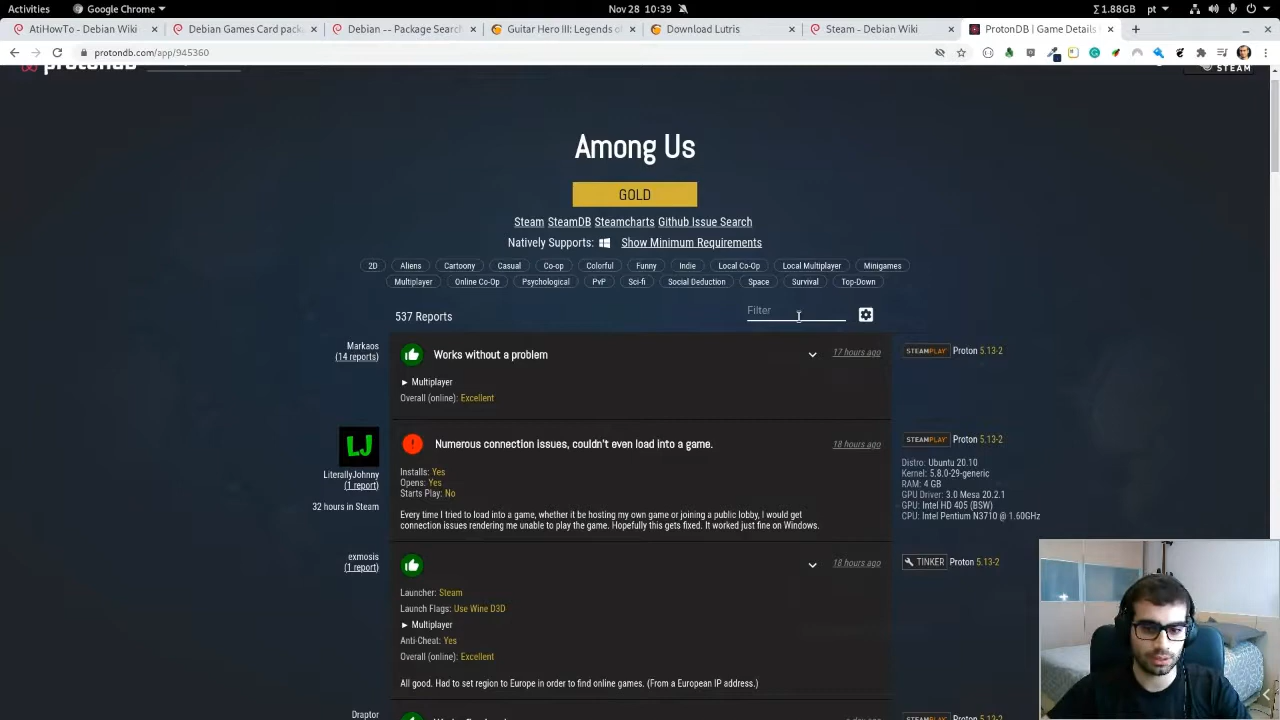 Activities Google Chrome Nov 28 10:39 Σ 1.88GB pt
AtiHowTo - Debian Wiki Debian Games Card pack Debian -- Package Search Guitar Hero III: Legends of Download Lutris Steam - Debian Wiki ProtonDB | Game Details
protondb.com/app/945360
protondb STEAM
Among Us
GOLD
Steam SteamDB Steamcharts Github Issue Search
Natively Supports: Show Minimum Requirements
2D Aliens Cartoony Casual Co-op Colorful Funny Indie Local Co-Op Local Multiplayer Minigames
Multiplayer Online Co-Op Psychological PvP Sci-fi Social Deduction Space Survival Top-Down
537 Reports Filter
Markaos
(14 reports)
Works without a problem 17 hours ago
► Multiplayer
Overall (online): Excellent
STEAMPLAY Proton 5.13-2
LJ
LiterallyJohnny
(1 report)
32 hours in Steam
Numerous connection issues, couldn't even load into a game. 18 hours ago
Installs: Yes
Opens: Yes
Starts Play: No
Every time I tried to load into a game, whether it be hosting my own game or joining a public lobby, I would get
connection issues rendering me unable to play the game. Hopefully this gets fixed. It worked just fine on Windows.
STEAMPLAY Proton 5.13-2
Distro: Ubuntu 20.10
Kernel: 5.8.0-29-generic
RAM: 4 GB
GPU Driver: 3.0 Mesa 20.2.1
GPU: Intel HD 405 (BSW)
CPU: Intel Pentium N3710 @ 1.60GHz
exmosis
(1 report)
18 hours ago
Launcher: Steam
Launch Flags: Use Wine D3D
► Multiplayer
Anti-Cheat: Yes
Overall (online): Excellent
All good. Had to set region to Europe in order to find online games. (From a European IP address.)
TINKER Proton 5.13-2
Draptor
STEAMPLAY Proton 5.13-2